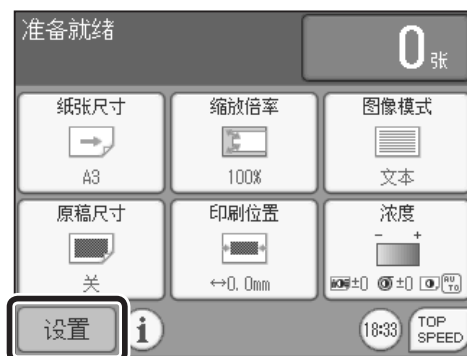 准备就绪
0张
纸张尺寸 缩放倍率 图像模式
A3 100% 文本
原稿尺寸 印刷位置 浓度
- +
关 ↔0.0mm ±0 ±0 AUTO
设置 i 18:33 TOP
SPEED